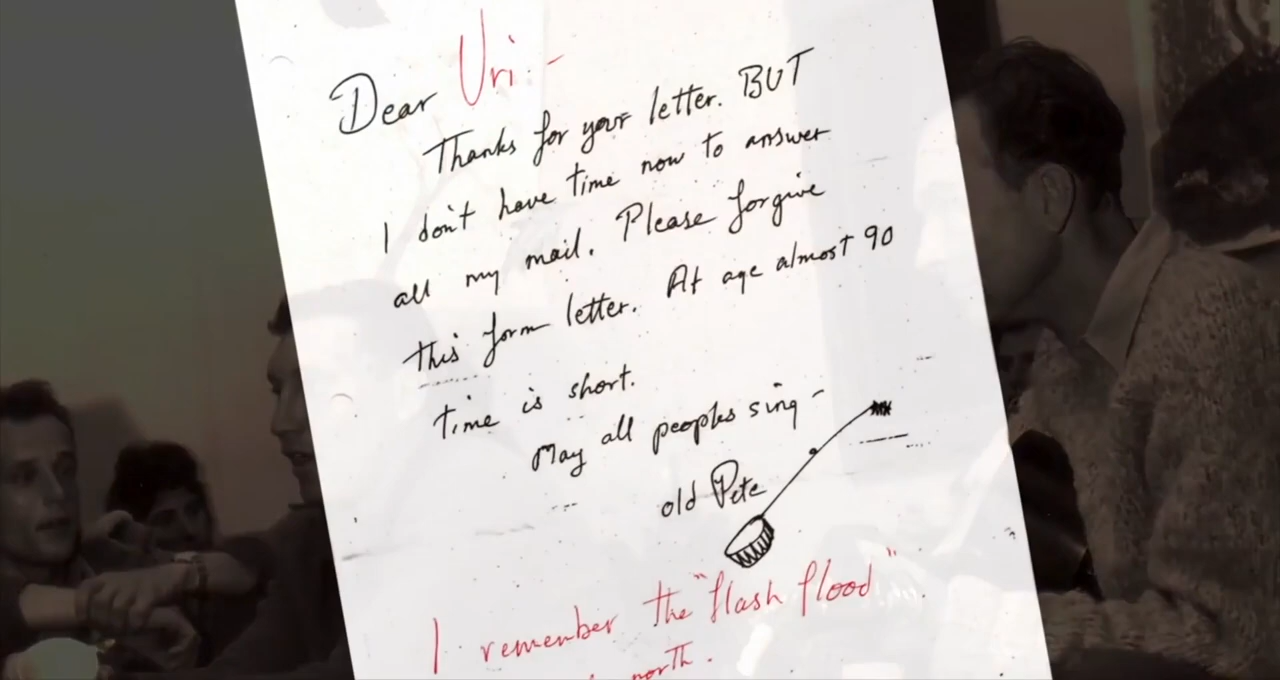 Dear Uri -
Thanks for your letter. BUT
I don't have time now to answer
all my mail. Please forgive
this form letter. At age almost 90
time is short.
May all peoples sing -
old Pete
I remember the "flash flood".
north.